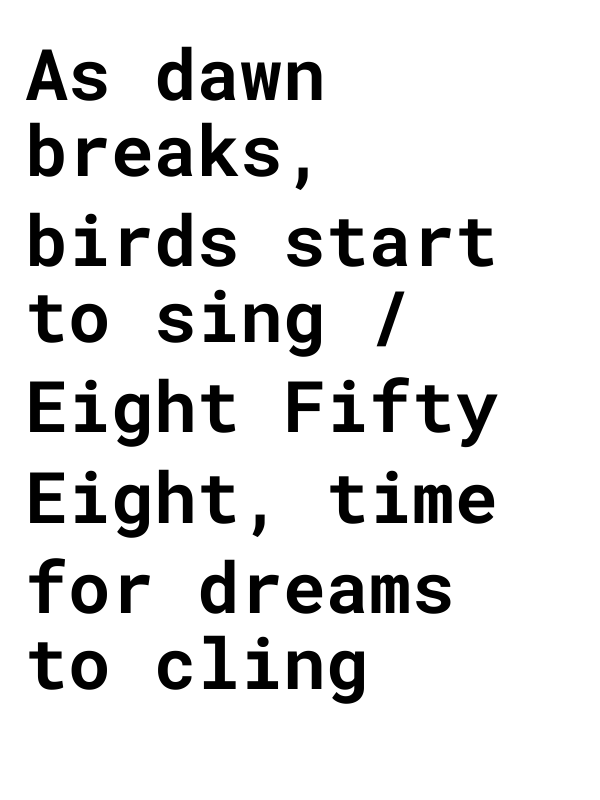 As dawn
breaks,
birds start
to sing /
Eight Fifty
Eight, time
for dreams
to cling